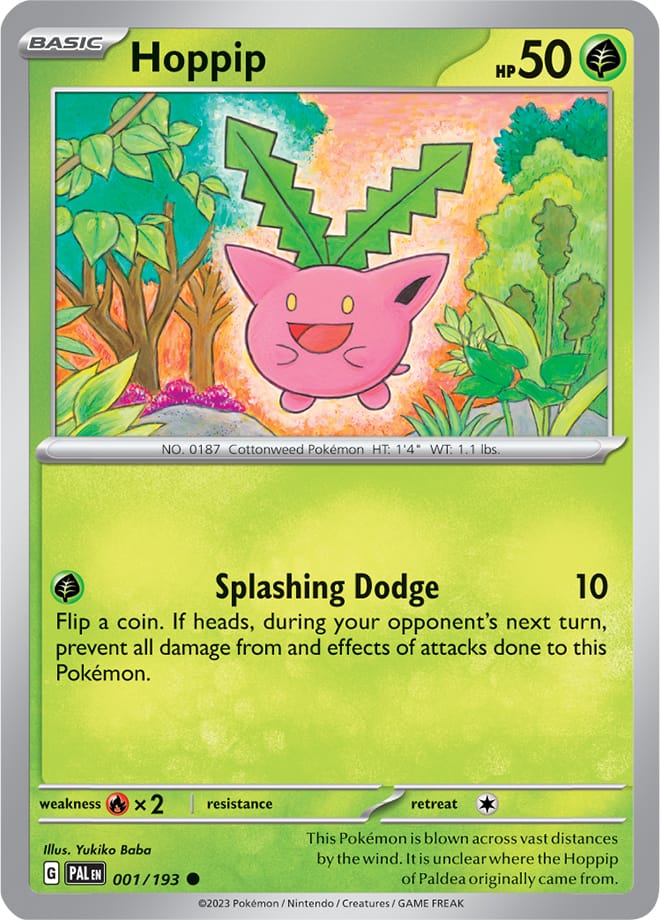 BASIC
Hoppip
HP 50
NO. 0187 Cottonweed Pokémon HT: 1'4" WT: 1.1 lbs.
Splashing Dodge 10
Flip a coin. If heads, during your opponent's next turn,
prevent all damage from and effects of attacks done to this
Pokémon.
weakness ×2 resistance retreat
Illus. Yukiko Baba
G PAL EN 001/193
This Pokémon is blown across vast distances
by the wind. It is unclear where the Hoppip
of Paldea originally came from.
©2023 Pokémon / Nintendo / Creatures / GAME FREAK